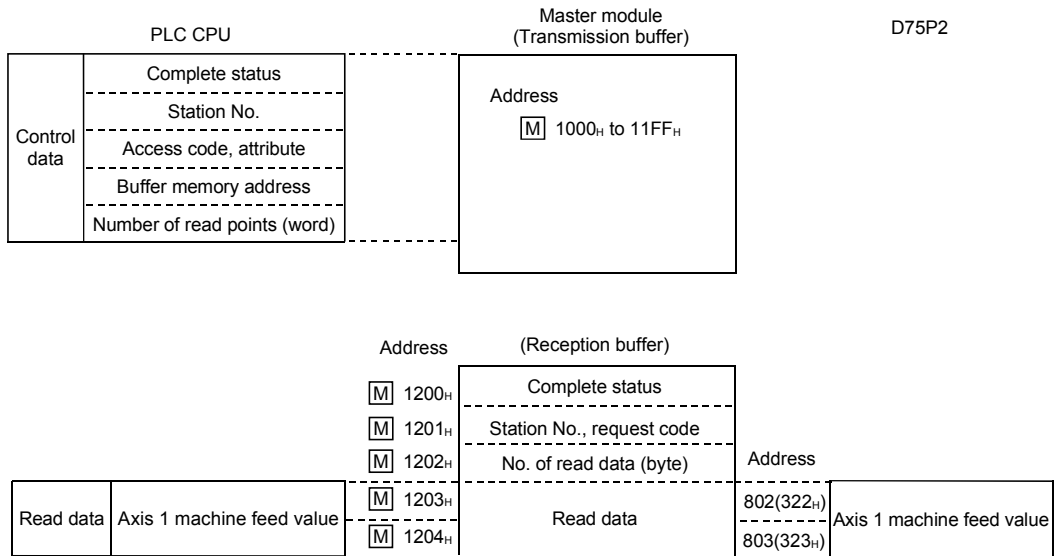 PLC CPU
Master module
(Transmission buffer)
D75P2
Control
data
Complete status
Station No.
Access code, attribute
Buffer memory address
Number of read points (word)
Address
M 1000H to 11FFH
Address
(Reception buffer)
M 1200H
Complete status
M 1201H
Station No., request code
M 1202H
No. of read data (byte)
Address
Read data
Axis 1 machine feed value
M 1203H
M 1204H
Read data
802(322H)
803(323H)
Axis 1 machine feed value